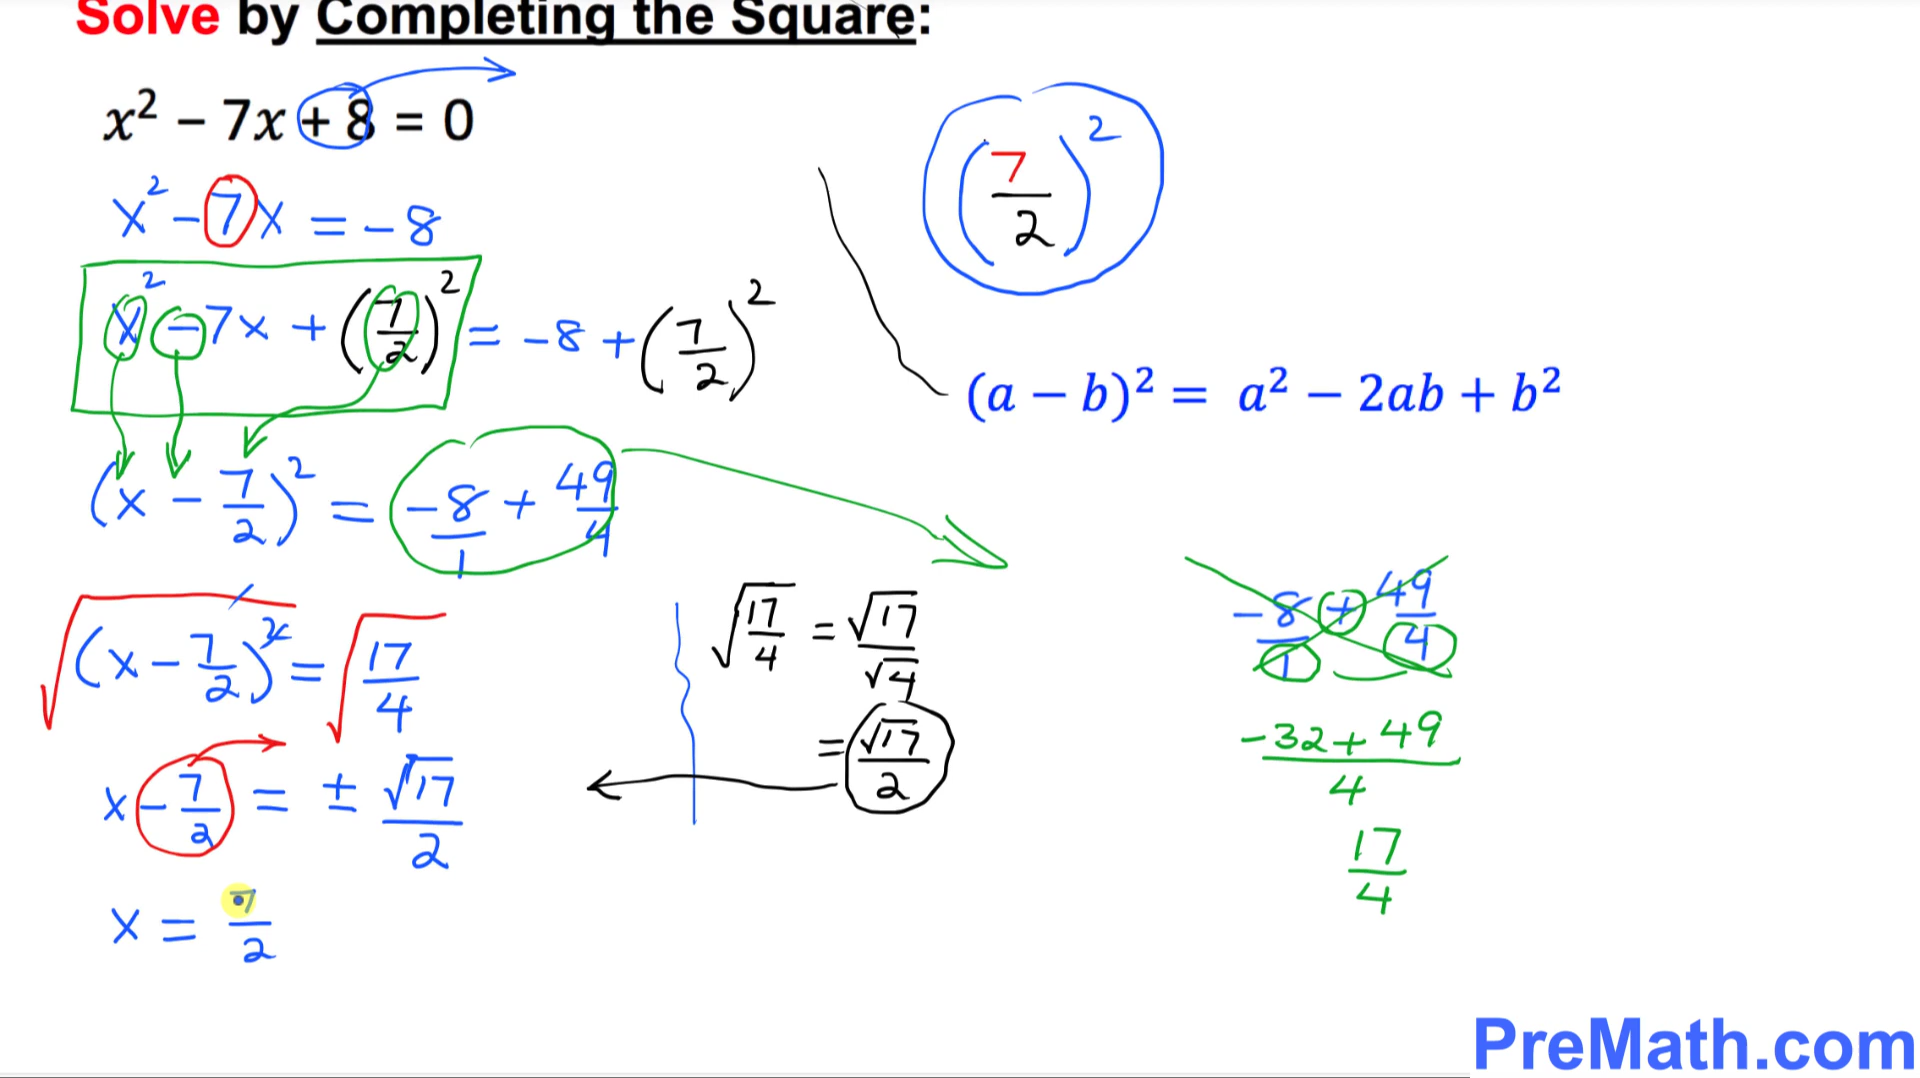 Solve by Completing the Square:
x² − 7x + 8 = 0
x² − 7x = −8
x² − 7x + (7/2)² = −8 + (7/2)²
(x − 7/2)² = −8/1 + 49/4
√(x − 7/2)² = √17/4
x − 7/2 = ± √17/2
x = 7/2
(7/2)²
(a − b)² = a² − 2ab + b²
√17/4 = √17/√4
= √17/2
−8/1 + 49/4
−32 + 49/4
17/4
PreMath.com